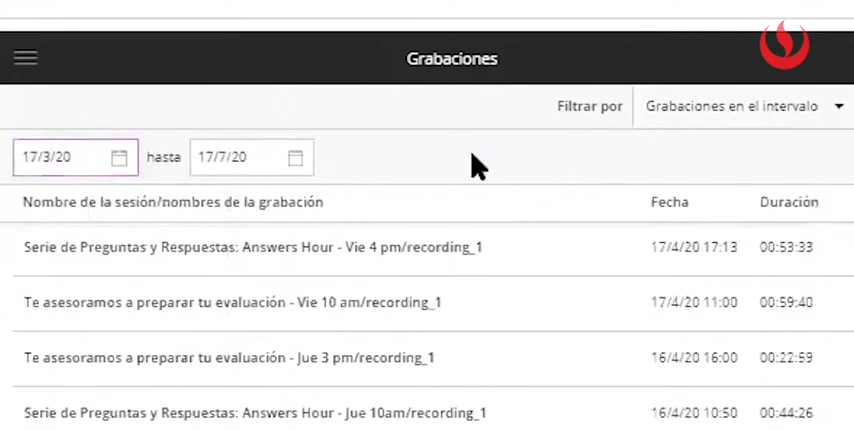 Grabaciones
Filtrar por Grabaciones en el intervalo
17/3/20 hasta 17/7/20
Nombre de la sesión/nombres de la grabación Fecha Duración
Serie de Preguntas y Respuestas: Answers Hour - Vie 4 pm/recording_1 17/4/20 17:13 00:53:33
Te asesoramos a preparar tu evaluación - Vie 10 am/recording_1 17/4/20 11:00 00:59:40
Te asesoramos a preparar tu evaluación - Jue 3 pm/recording_1 16/4/20 16:00 00:22:59
Serie de Preguntas y Respuestas: Answers Hour - Jue 10am/recording_1 16/4/20 10:50 00:44:26